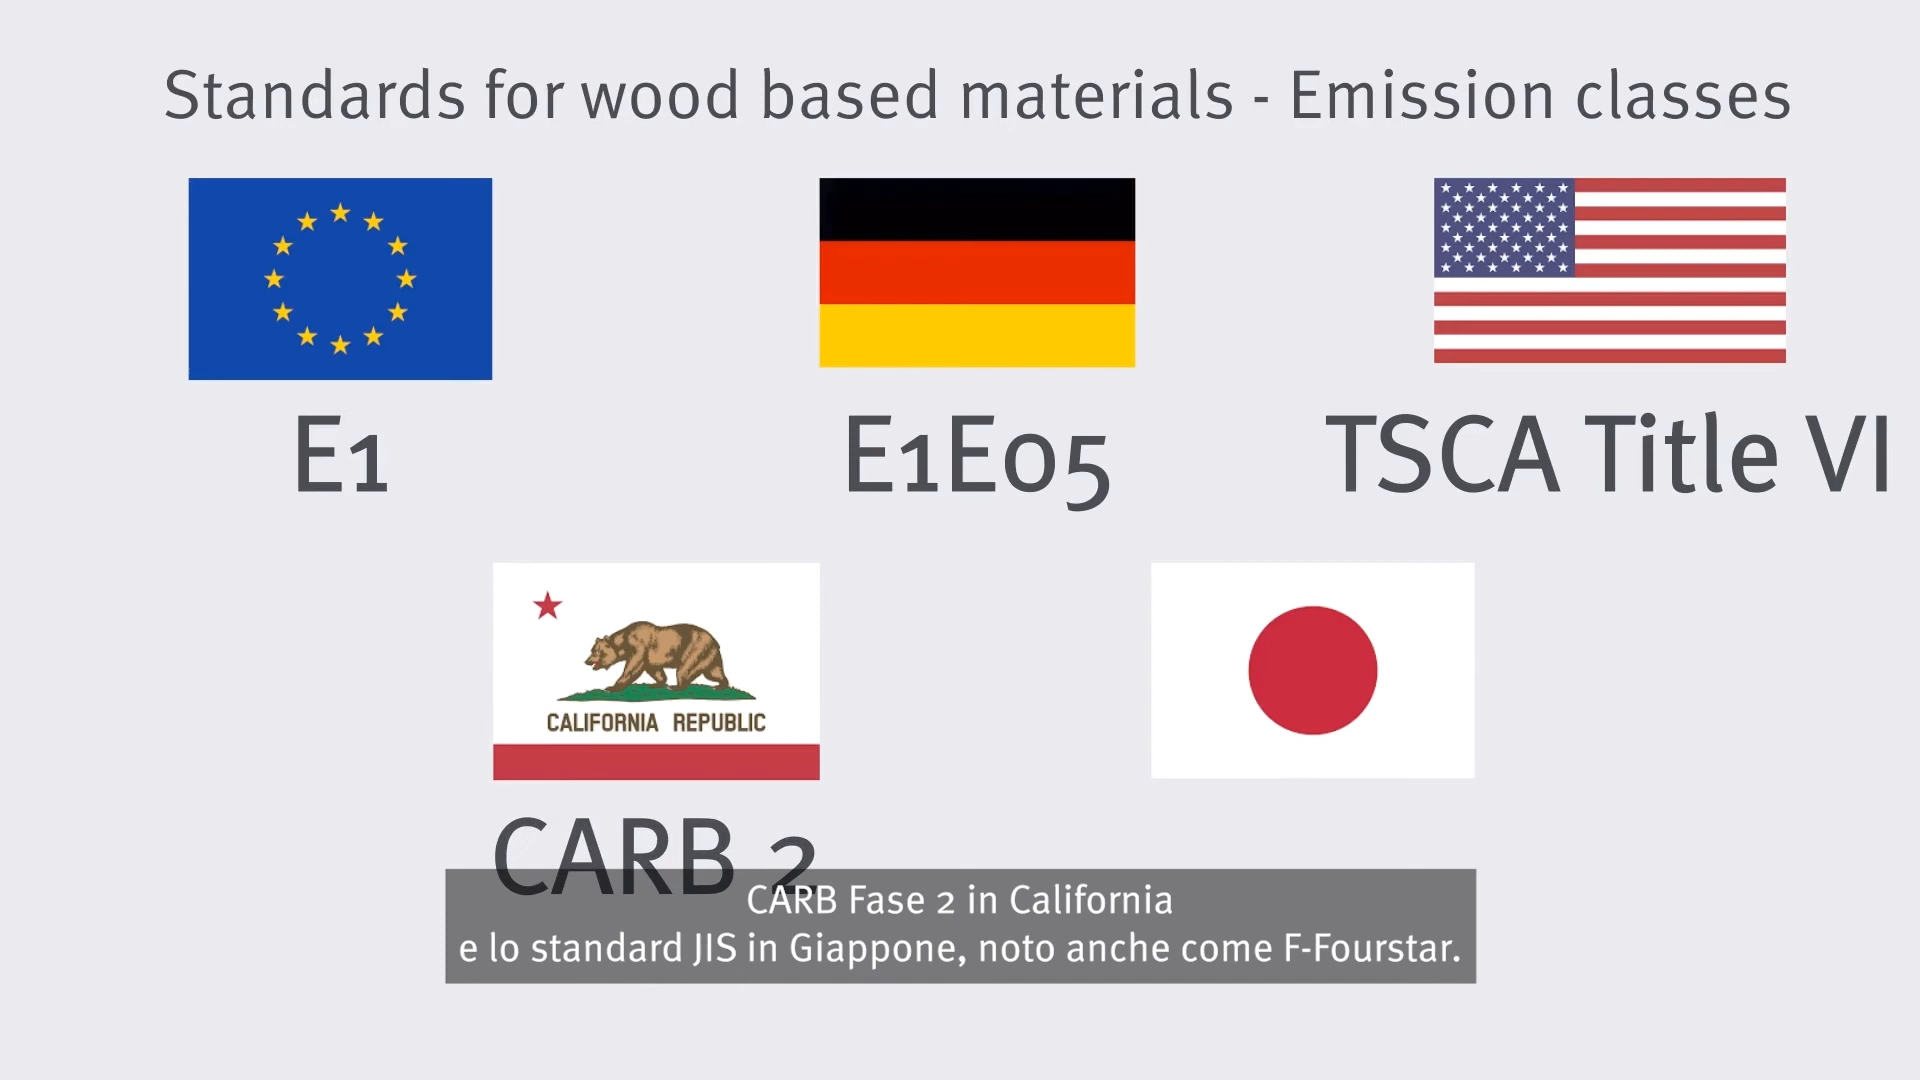 Standards for wood based materials - Emission classes
E1
E1E05
TSCA Title VI
CALIFORNIA REPUBLIC
CARB 2
CARB Fase 2 in California
e lo standard JIS in Giappone, noto anche come F-Fourstar.